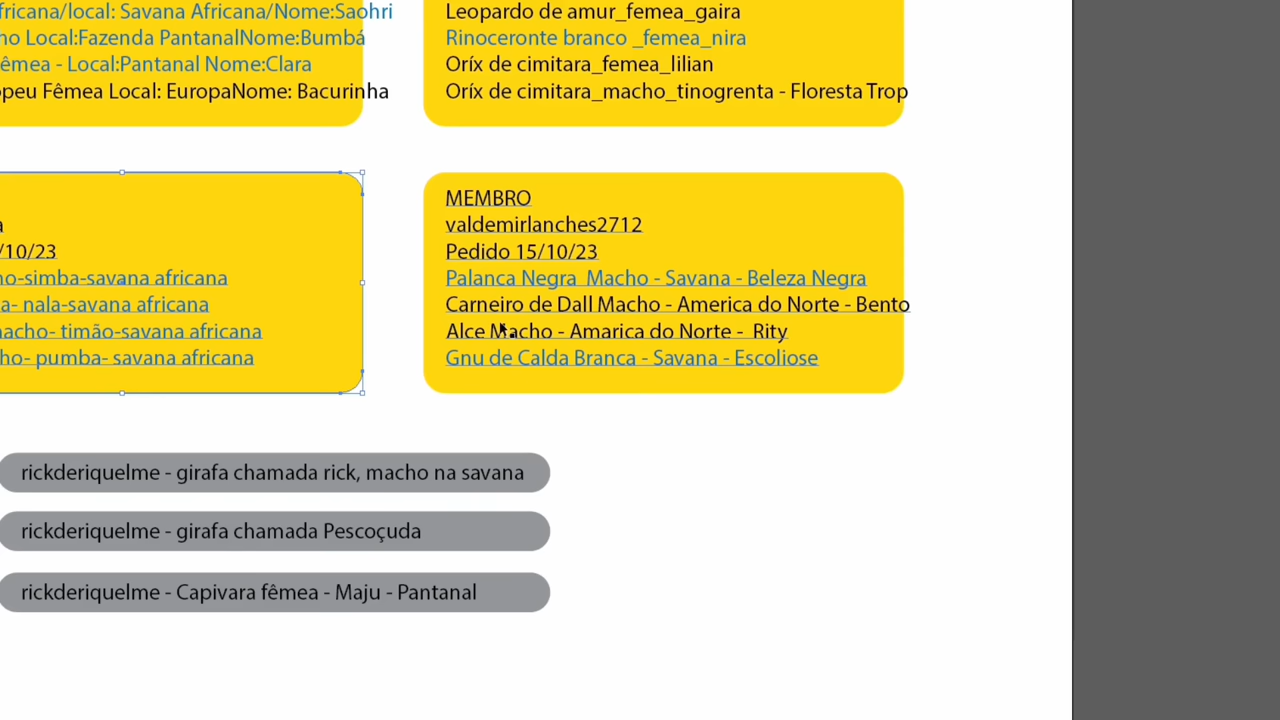 fricana/local: Savana Africana/Nome:Saohri
no Local:Fazenda PantanalNome:Bumbá
êmea - Local:Pantanal Nome:Clara
opeu Fêmea Local: EuropaNome: Bacurinha
Leopardo de amur_femea_gaira
Rinoceronte branco _femea_nira
Oríx de cimitara_femea_lilian
Oríx de cimitara_macho_tinogrenta - Floresta Trop
a
/10/23
ho-simba-savana africana
a- nala-savana africana
macho- timão-savana africana
ho- pumba- savana africana
MEMBRO
valdemirlanches2712
Pedido 15/10/23
Palanca Negra  Macho - Savana - Beleza Negra
Carneiro de Dall Macho - America do Norte - Bento
Alce Macho - Amarica do Norte -  Rity
Gnu de Calda Branca - Savana - Escoliose
rickderiquelme - girafa chamada rick, macho na savana
rickderiquelme - girafa chamada Pescoçuda
rickderiquelme - Capivara fêmea - Maju - Pantanal